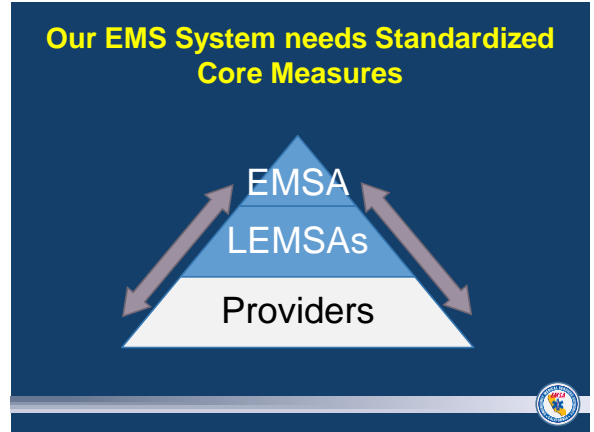 Our EMS System needs Standardized
Core Measures
EMSA
LEMSAs
Providers